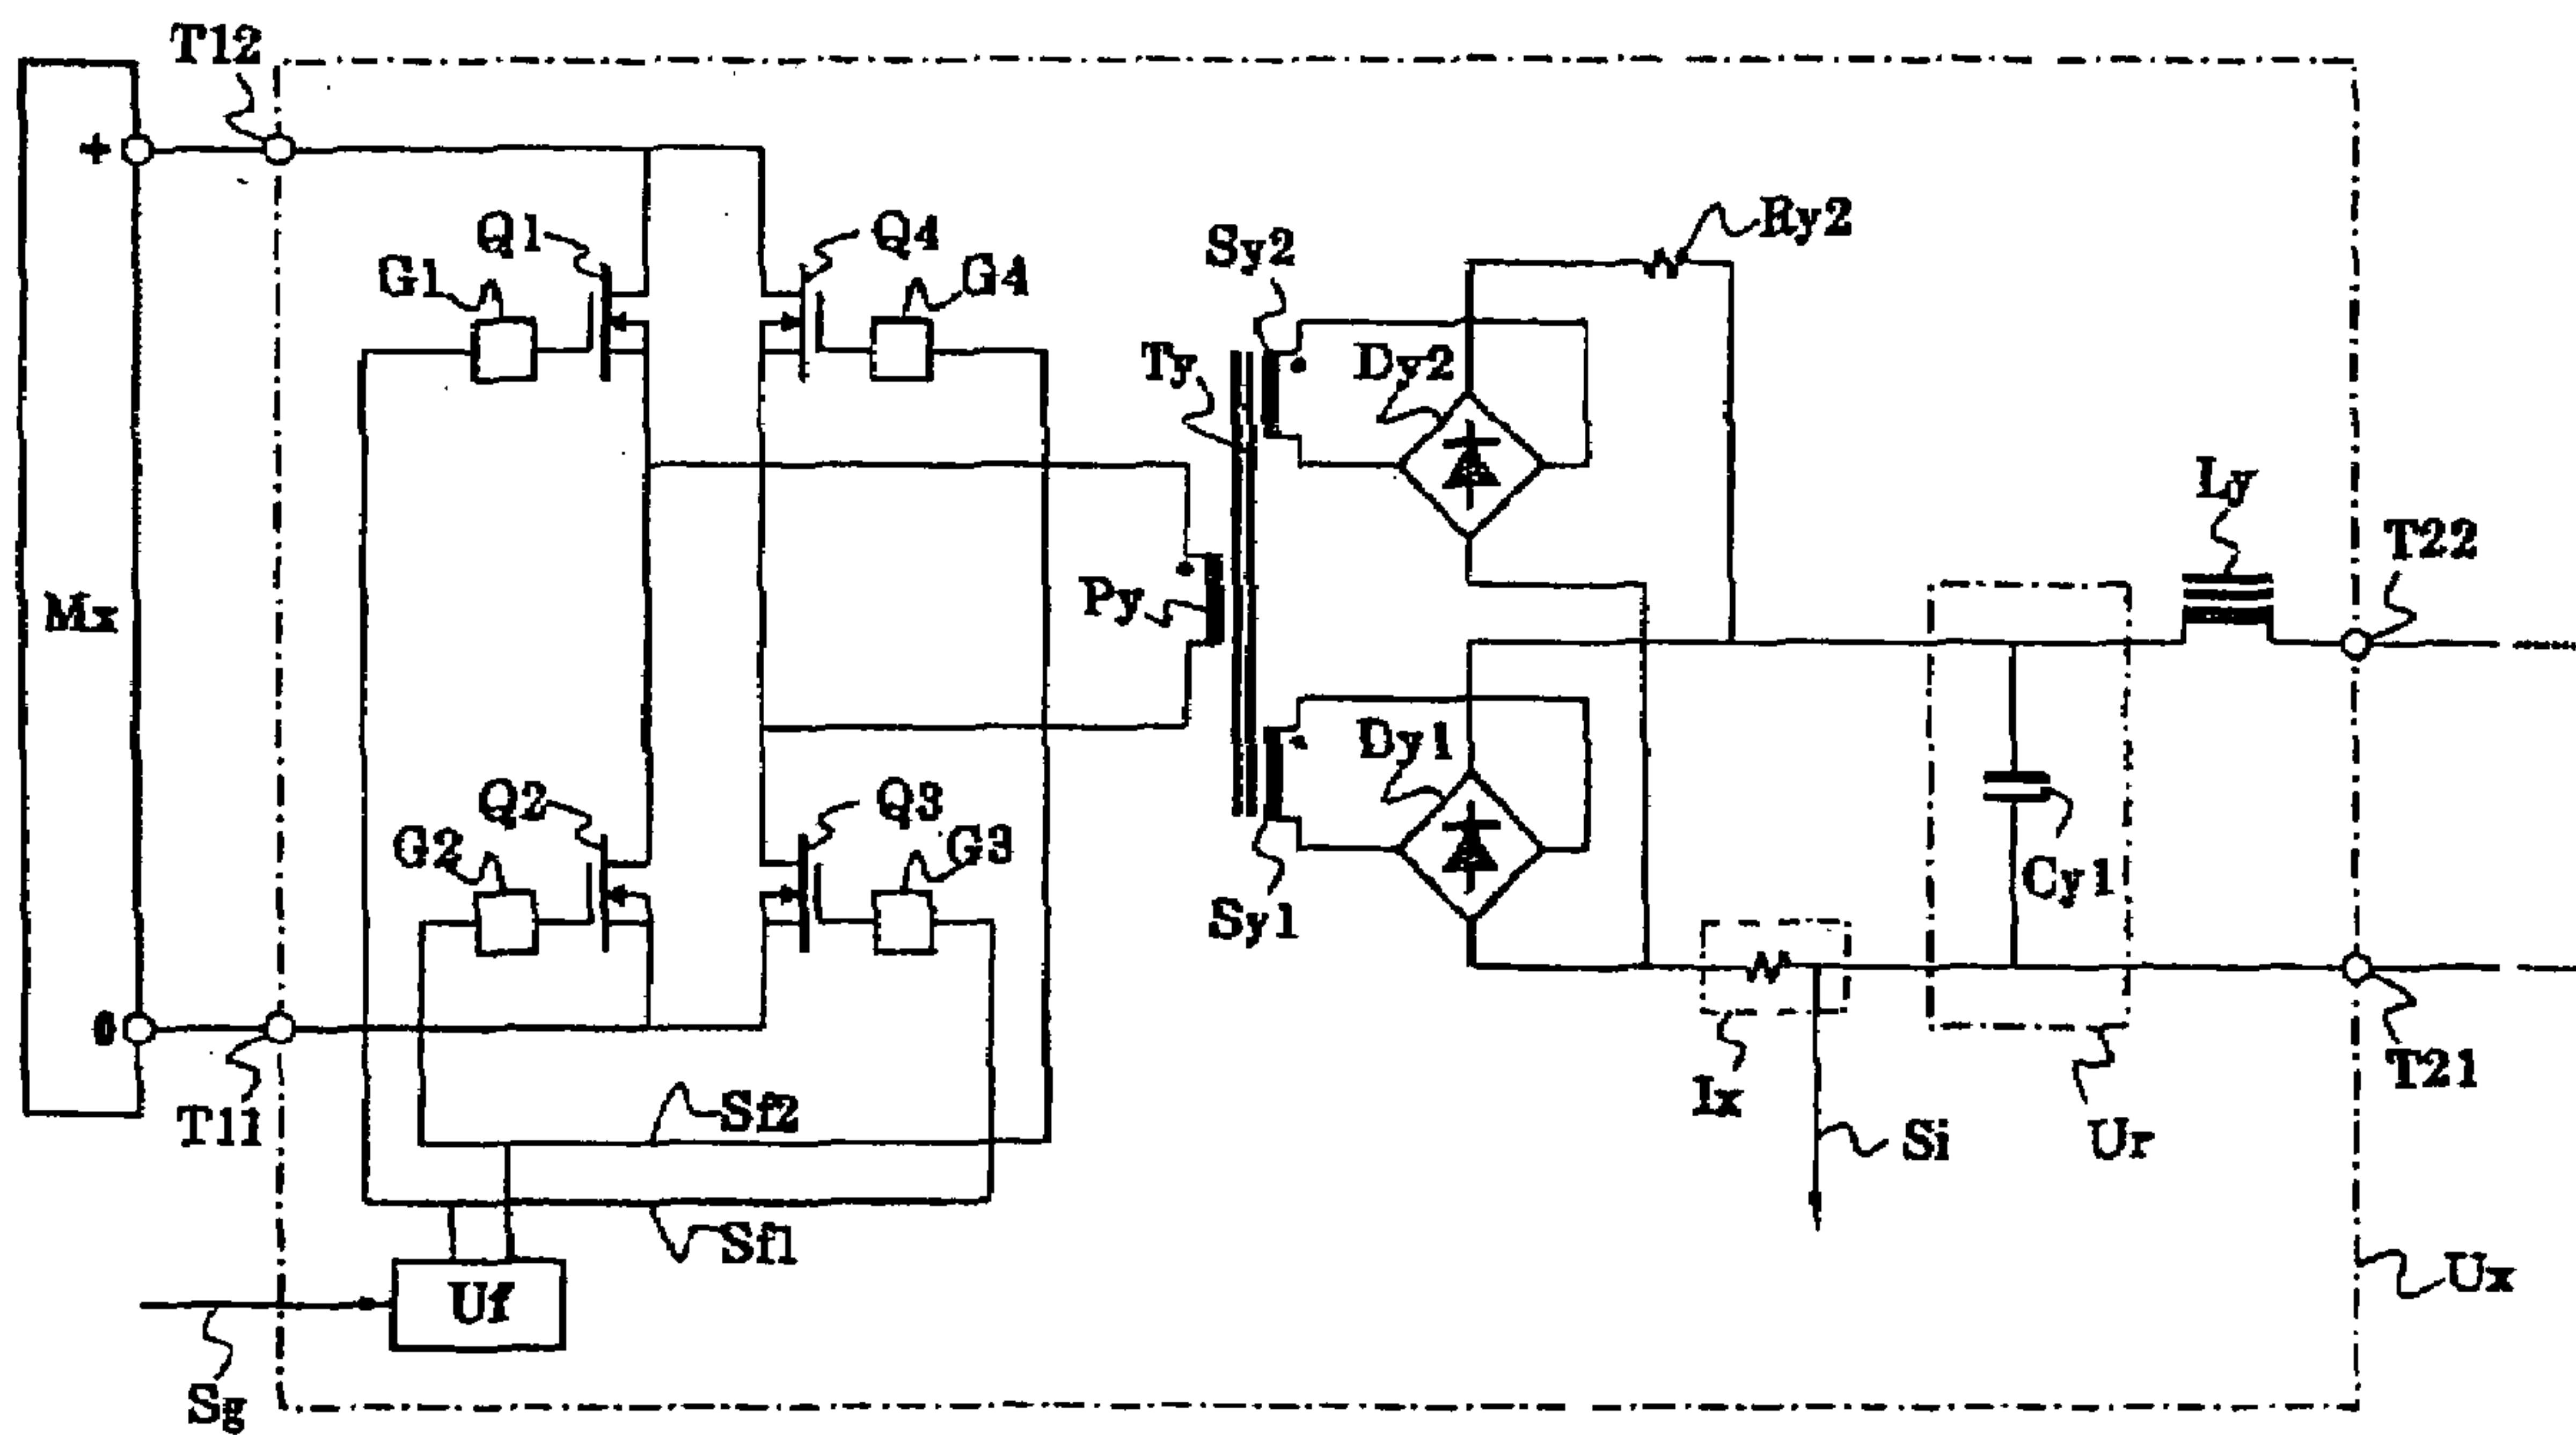 T12
+
Q1
Q4
G1
G4
Sy2
Ry2
Ty
Dy2
Ly
T22
Mx
Py
Dy1
Q2
Q3
G2
G3
Cy1
Sy1
0
T11
Ix
T21
Sf2
Si
Ur
Sf1
Uf
Ux
Sg